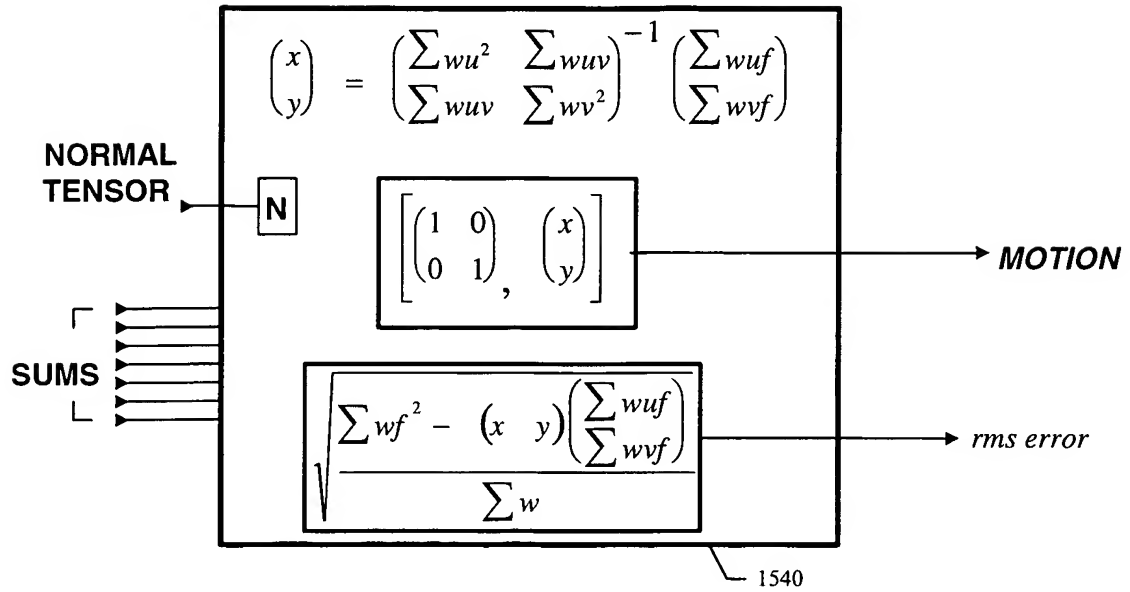 (x y) = (∑wu² ∑wuv ∑wuv ∑wv²)⁻¹ (∑wuf ∑wvf)
NORMAL TENSOR
N
[(1 0 0 1), (x y)]
MOTION
SUMS
√((∑wf² − (x y)(∑wuf ∑wvf)) / ∑w)
rms error
1540